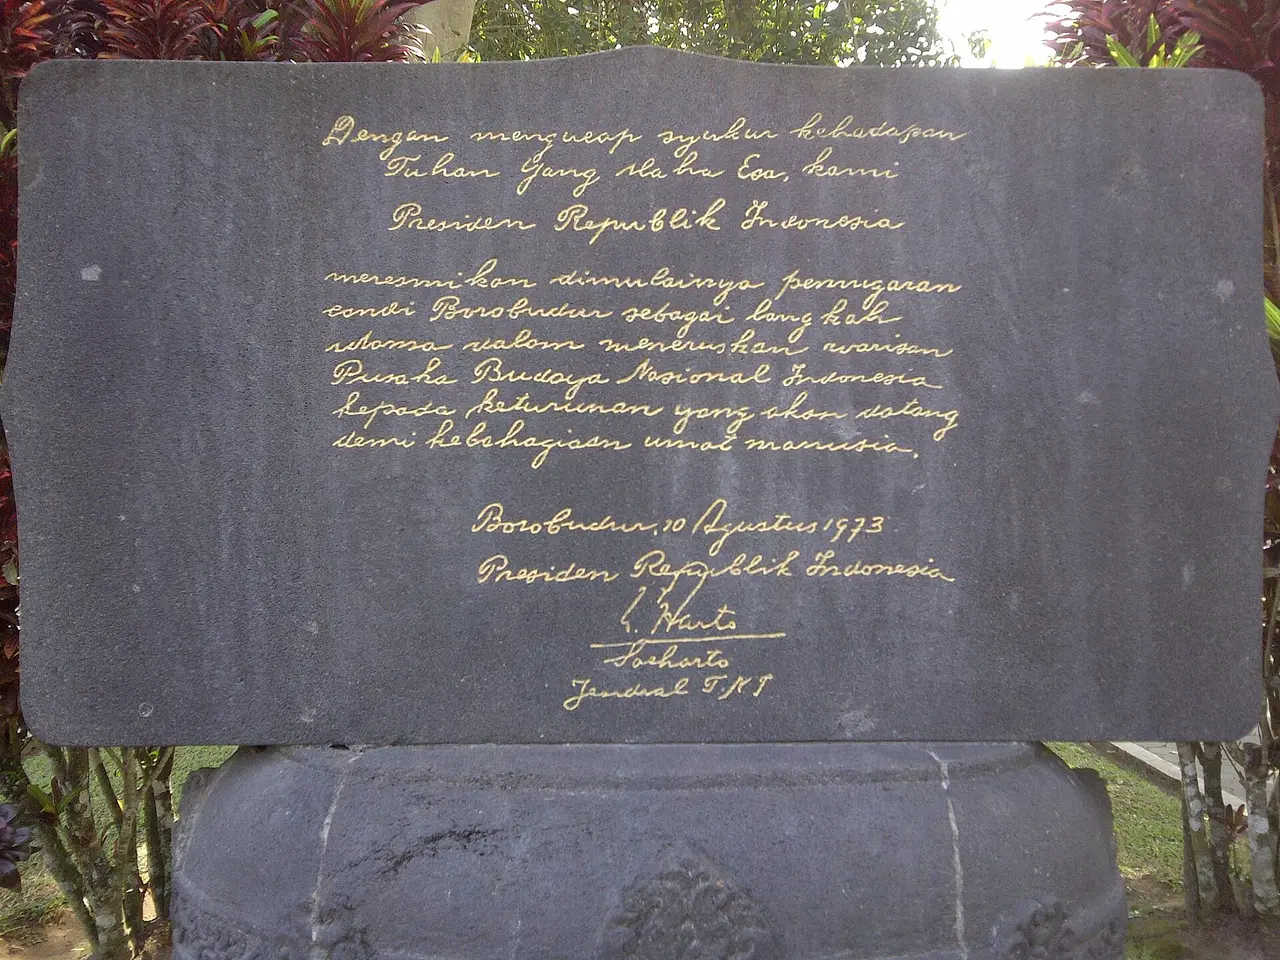 Dengan mengucap syukur kehadapan
Tuhan Yang Maha Esa, kami
Presiden Republik Indonesia
meresmikan dimulainya pemugaran
candi Borobudur sebagai langkah
utama dalam meneruskan warisan
Pusaka Budaya Nasional Indonesia
kepada keturunan yang akan datang
demi kebahagiaan umat manusia.
Borobudur, 10 Agustus 1973
Presiden Republik Indonesia
S. Harto
Soeharto
Jendral T.N.I